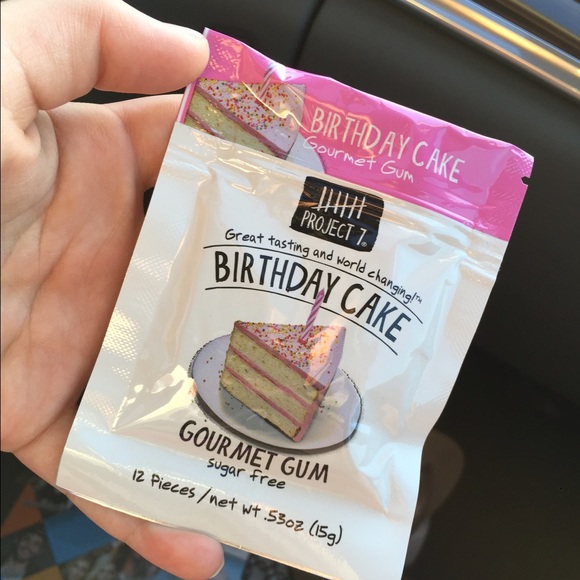 BIRTHDAY CAKE
Gourmet Gum
PROJECT 7®
Great tasting and world changing!™
BIRTHDAY CAKE
GOURMET GUM
sugar free
12 Pieces/net wt .53oz (15g)